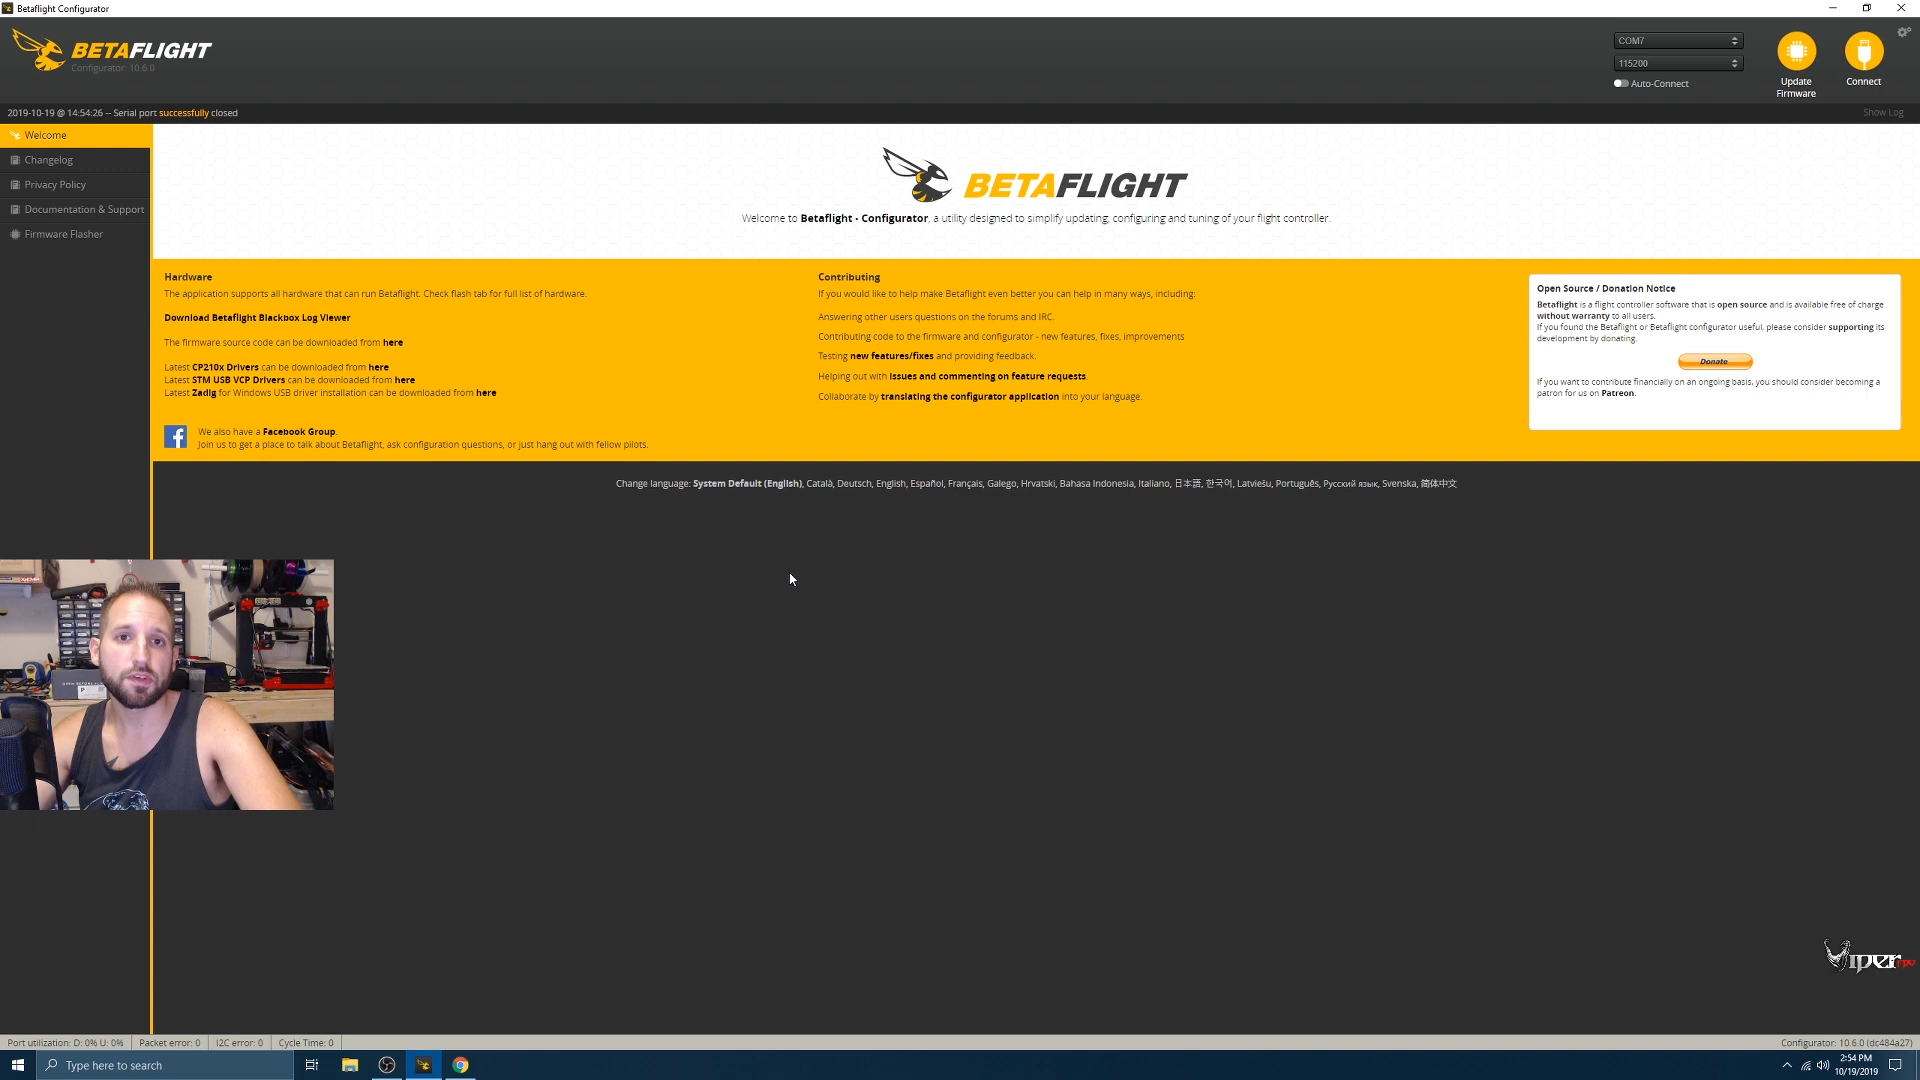 Betaflight Configurator
BETAFLIGHT
Configurator: 10.6.0
COM7
115200
Auto-Connect
Update
Firmware
Connect
2019-10-19 @ 14:54:26 -- Serial port successfully closed
Show Log
Welcome
Changelog
Privacy Policy
Documentation & Support
Firmware Flasher
BETAFLIGHT
Welcome to Betaflight - Configurator, a utility designed to simplify updating, configuring and tuning of your flight controller.
Hardware
The application supports all hardware that can run Betaflight. Check flash tab for full list of hardware.
Download Betaflight Blackbox Log Viewer
The firmware source code can be downloaded from here
Latest CP210x Drivers can be downloaded from here
Latest STM USB VCP Drivers can be downloaded from here
Latest Zadig for Windows USB driver installation can be downloaded from here
We also have a Facebook Group.
Join us to get a place to talk about Betaflight, ask configuration questions, or just hang out with fellow pilots.
Contributing
If you would like to help make Betaflight even better you can help in many ways, including:
Answering other users questions on the forums and IRC.
Contributing code to the firmware and configurator - new features, fixes, improvements
Testing new features/fixes and providing feedback.
Helping out with issues and commenting on feature requests.
Collaborate by translating the configurator application into your language.
Open Source / Donation Notice
Betaflight is a flight controller software that is open source and is available free of charge
without warranty to all users.
If you found the Betaflight or Betaflight configurator useful, please consider supporting its
development by donating.
Donate
If you want to contribute financially on an ongoing basis, you should consider becoming a
patron for us on Patreon.
Change language: System Default (English), Català, Deutsch, English, Español, Français, Galego, Hrvatski, Bahasa Indonesia, Italiano, 日本語, 한국어, Latviešu, Português, Русский язык, Svenska, 简体中文
Viper FPV
Port utilization: D: 0% U: 0%
Packet error: 0
I2C error: 0
Cycle Time: 0
Configurator: 10.6.0 (dc484a27)
Type here to search
2:54 PM
10/19/2019